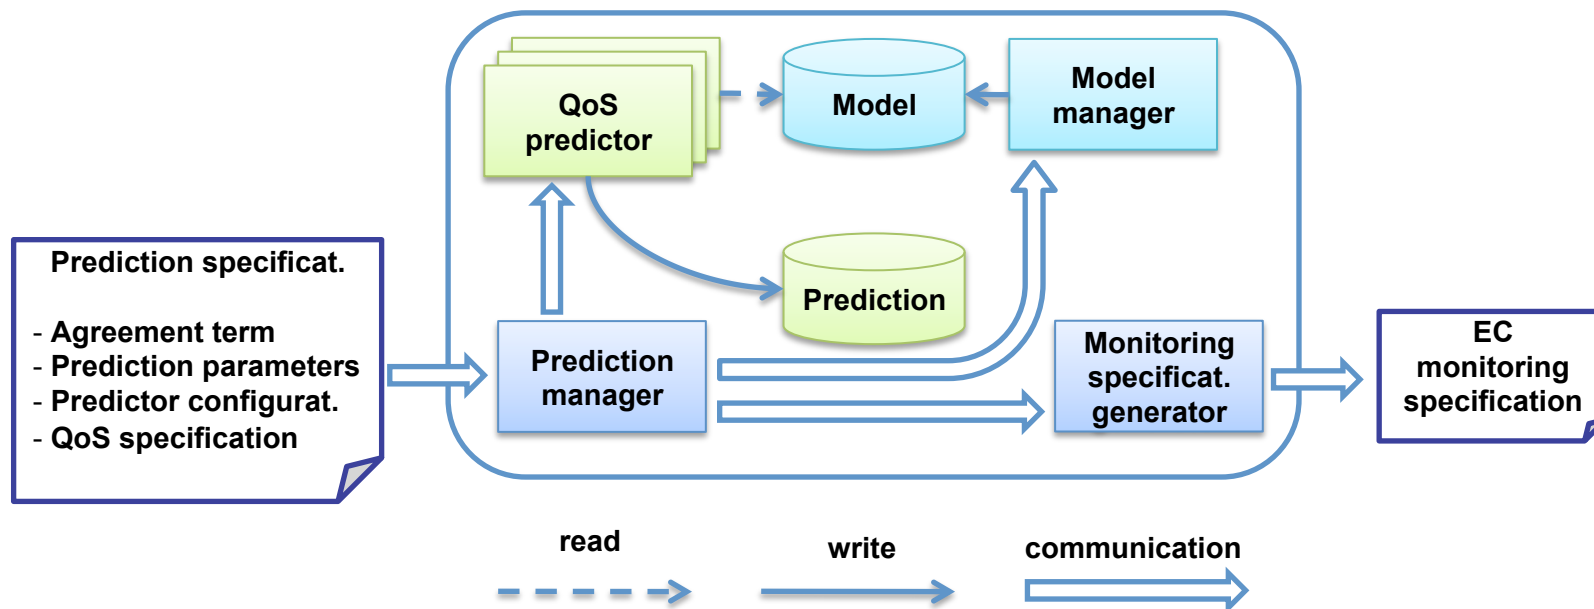 QoS
predictor
Model
Model
manager
Prediction specificat.
- Agreement term
- Prediction parameters
- Predictor configurat.
- QoS specification
Prediction
Prediction
manager
Monitoring
specificat.
generator
EC
monitoring
specification
read
write
communication